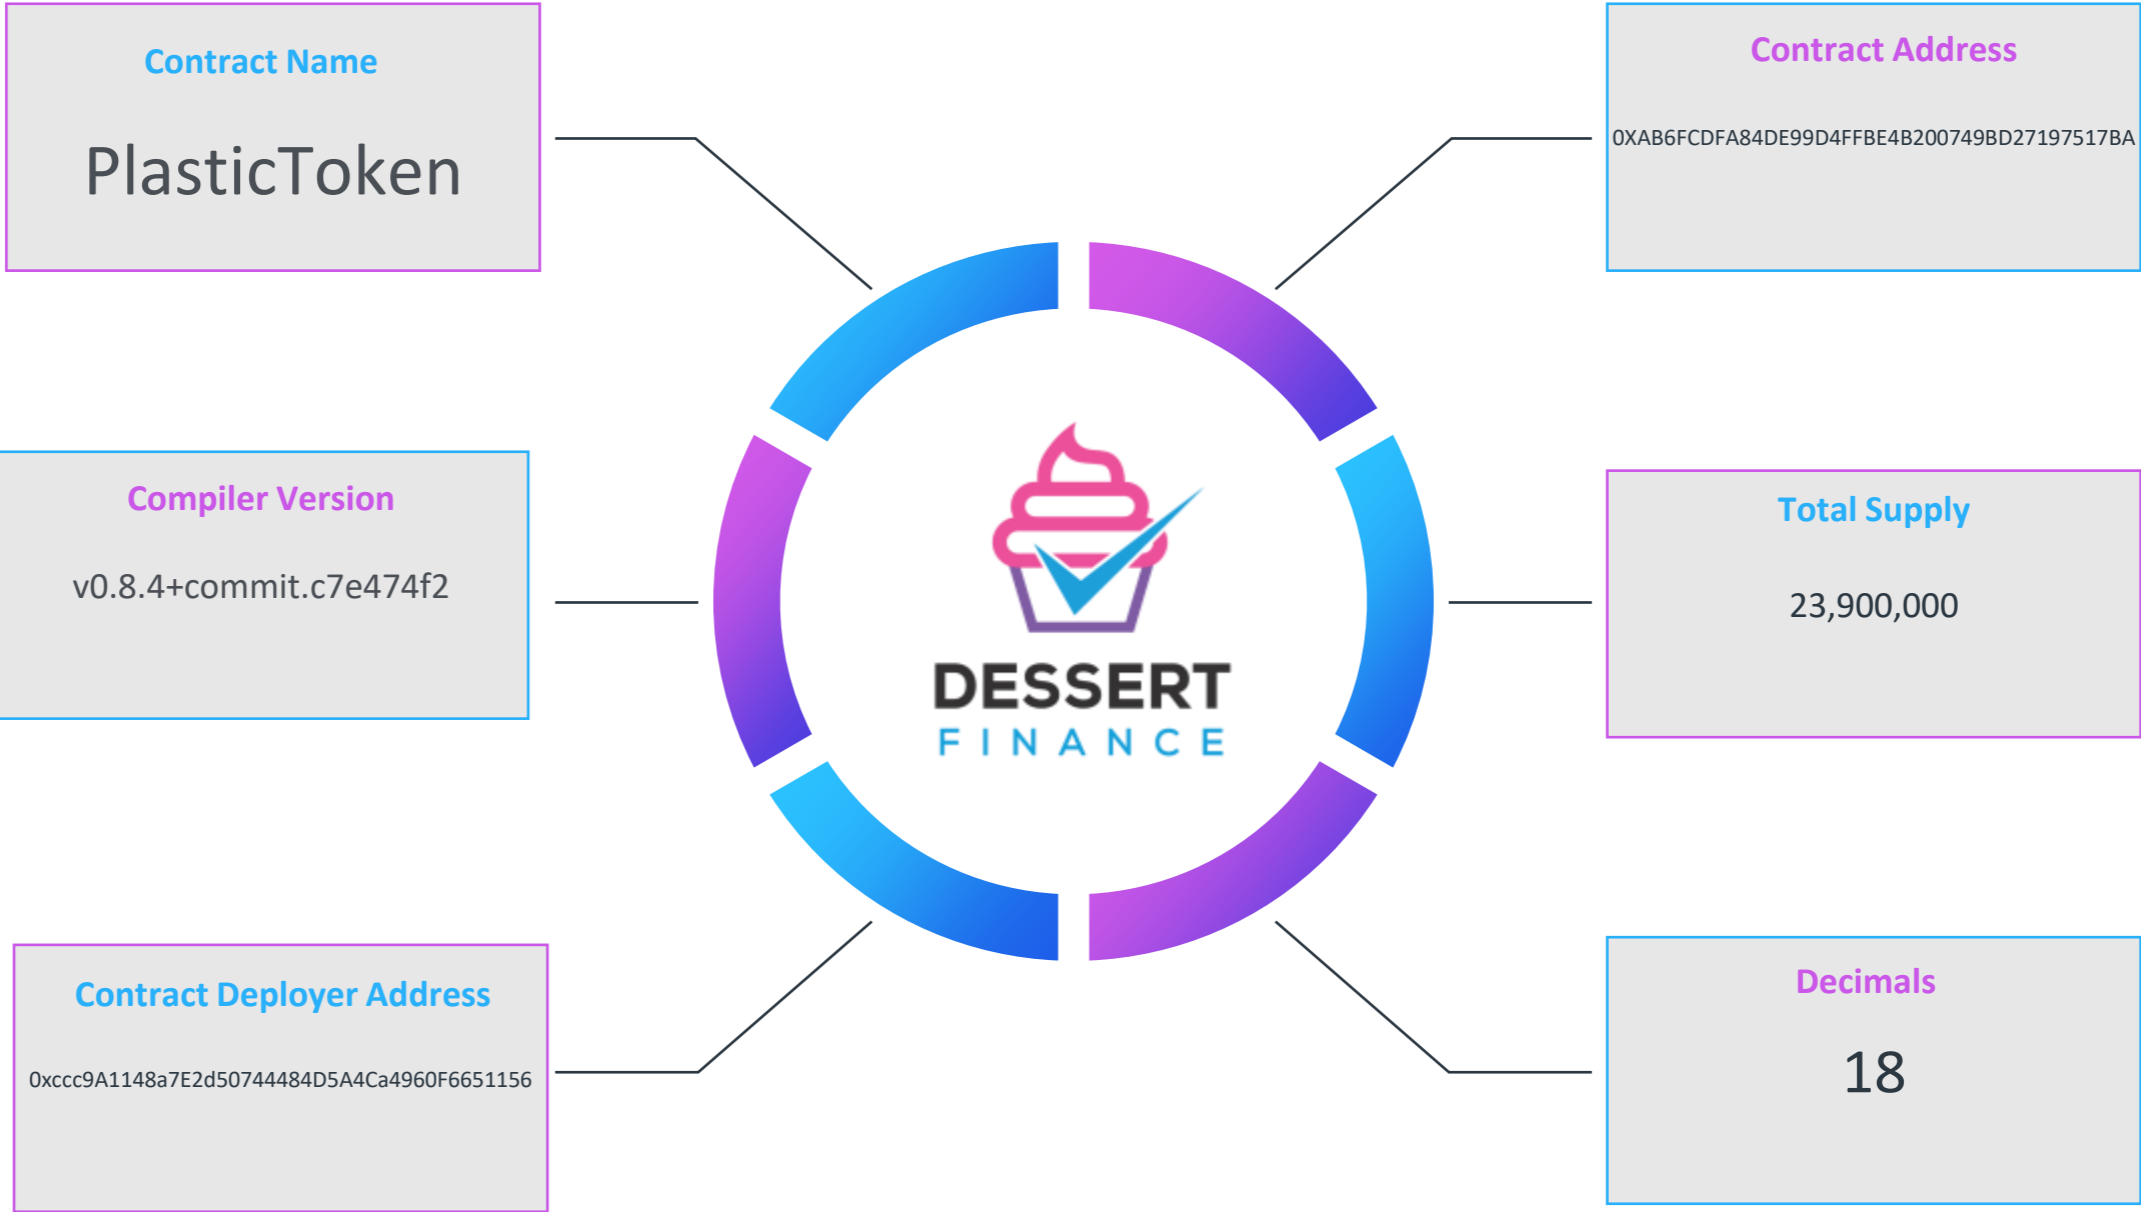 Contract Name
PlasticToken
Contract Address
0XAB6FCDFA84DE99D4FFBE4B200749BD27197517BA
Compiler Version
v0.8.4+commit.c7e474f2
DESSERT
FINANCE
Total Supply
23,900,000
Contract Deployer Address
0xccc9A1148a7E2d50744484D5A4Ca4960F6651156
Decimals
18